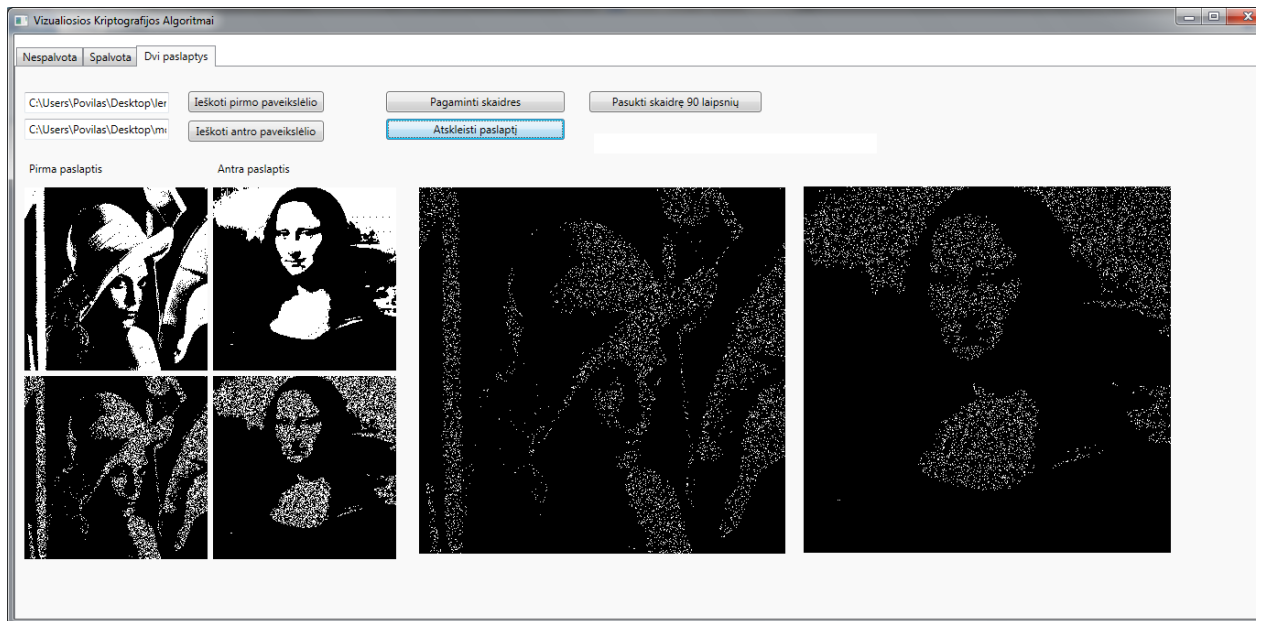 Vizualiosios Kriptografijos Algoritmai
Nespalvota Spalvota Dvi paslaptys
C:\Users\Povilas\Desktop\ler Ieškoti pirmo paveikslėlio Pagaminti skaidres Pasukti skaidrę 90 laipsnių
C:\Users\Povilas\Desktop\m Ieškoti antro paveikslėlio Atskleisti paslaptį
Pirma paslaptis Antra paslaptis